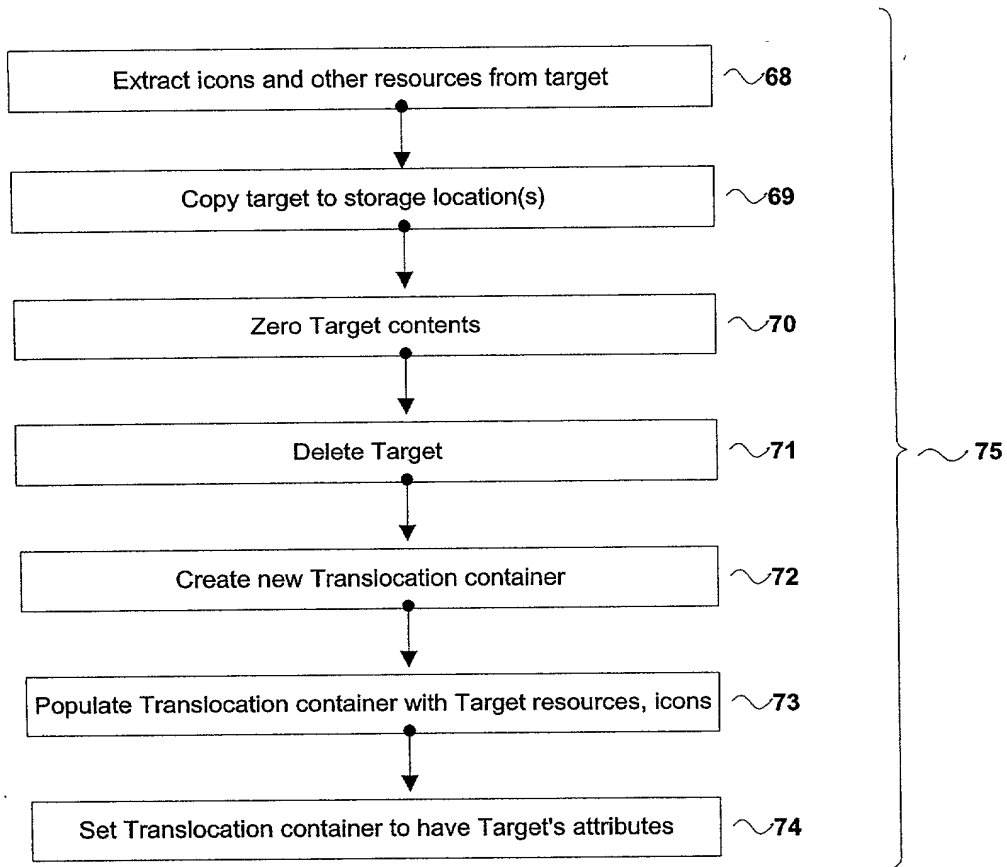 Extract icons and other resources from target 68
Copy target to storage location(s) 69
Zero Target contents 70
Delete Target 71
75
Create new Translocation container 72
Populate Translocation container with Target resources, icons 73
Set Translocation container to have Target's attributes 74